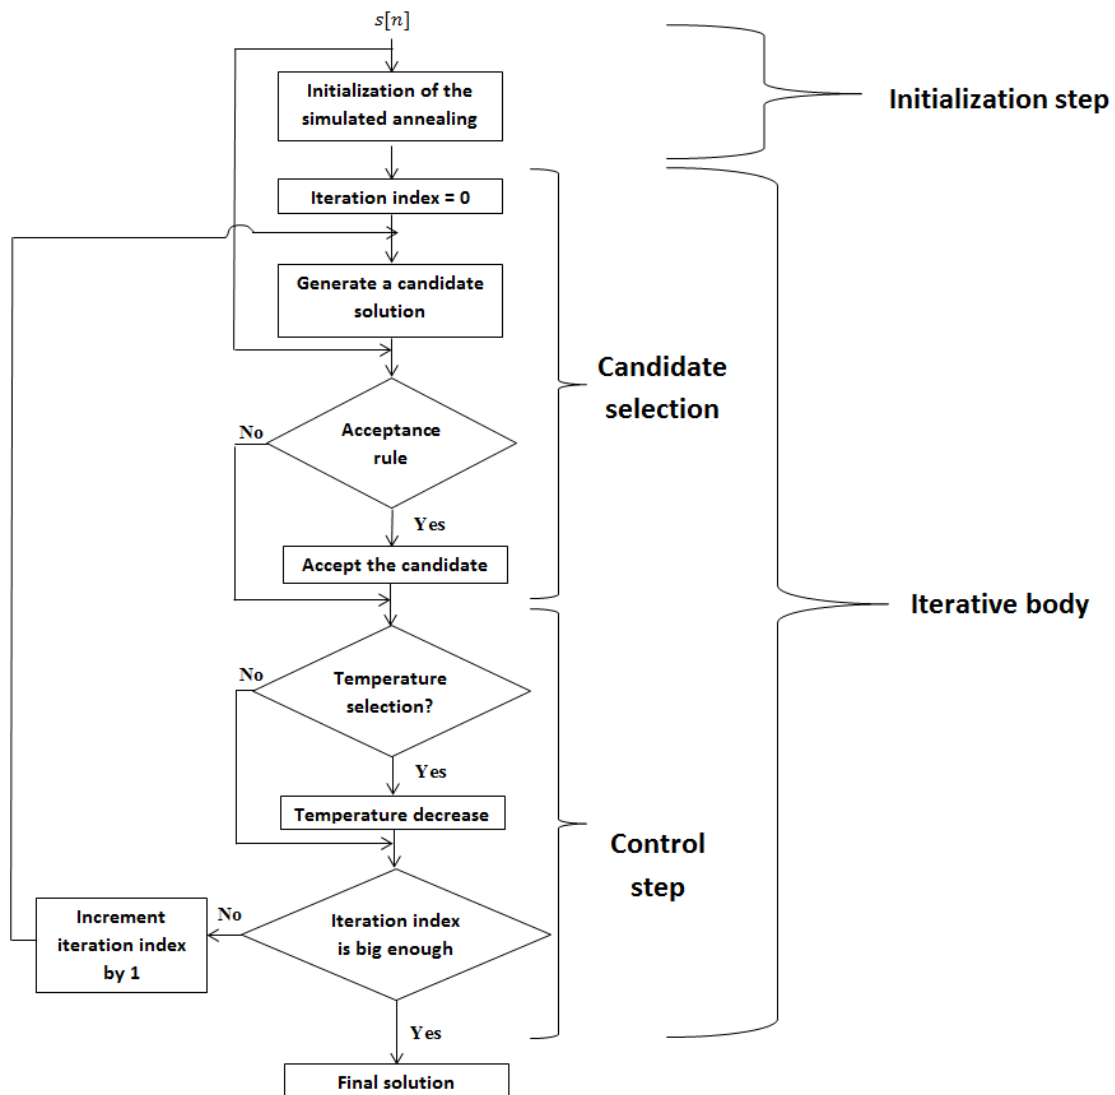 s[n]
Initialization of the
simulated annealing
Initialization step
Iteration index = 0
Generate a candidate
solution
Candidate
selection
No
Acceptance
rule
Yes
Accept the candidate
Iterative body
No
Temperature
selection?
Yes
Temperature decrease
Control
step
Increment
iteration index
by 1
No
Iteration index
is big enough
Yes
Final solution